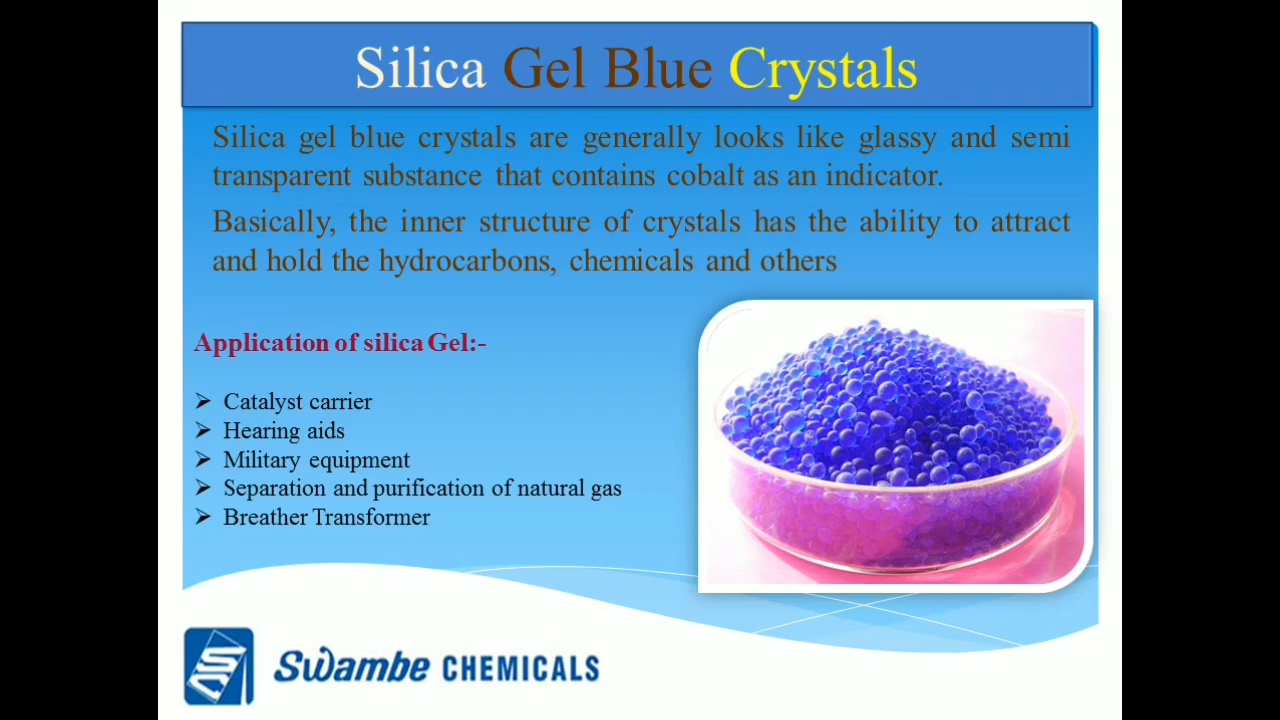 Silica Gel Blue Crystals
Silica gel blue crystals are generally looks like glassy and semi
transparent substance that contains cobalt as an indicator.
Basically, the inner structure of crystals has the ability to attract
and hold the hydrocarbons, chemicals and others
Application of silica Gel:-
Catalyst carrier
Hearing aids
Military equipment
Separation and purification of natural gas
Breather Transformer
Swambe CHEMICALS